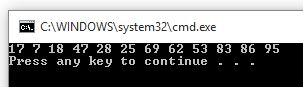 C:\WINDOWS\system32\cmd.exe
17 7 18 47 28 25 69 62 53 83 86 95
Press any key to continue . . .